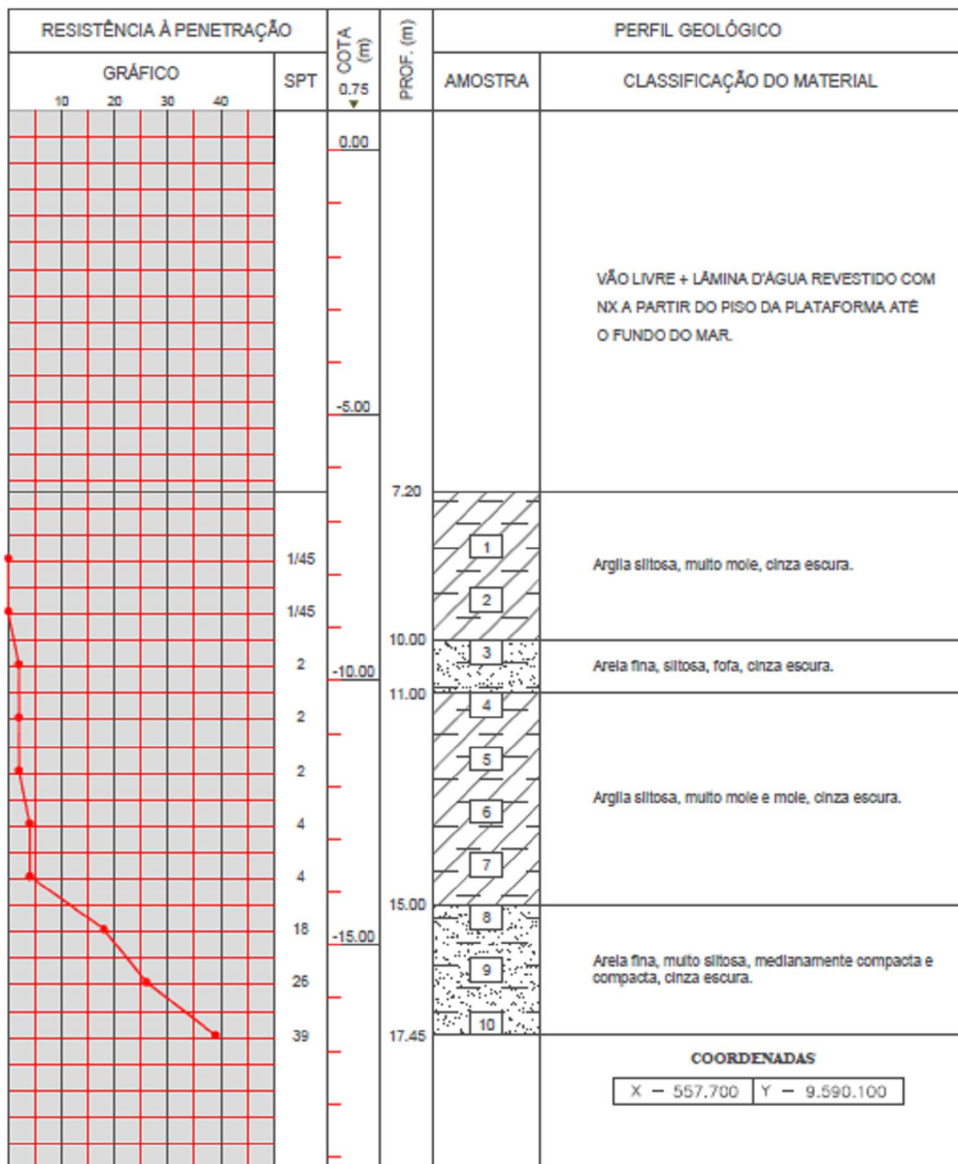 RESISTÊNCIA À PENETRAÇÃO
COTA (m)
PROF. (m)
PERFIL GEOLÓGICO
GRÁFICO
SPT
0.75
AMOSTRA
CLASSIFICAÇÃO DO MATERIAL
10 20 30 40
0.00
VÃO LIVRE + LÂMINA D'ÁGUA REVESTIDO COM
NX A PARTIR DO PISO DA PLATAFORMA ATÉ
O FUNDO DO MAR.
-5.00
7.20
1/45
1
Argila siltosa, muito mole, cinza escura.
1/45
2
10.00
2
3
Areia fina, siltosa, fofa, cinza escura.
-10.00
11.00
2
4
2
5
Argila siltosa, muito mole e mole, cinza escura.
4
6
4
7
15.00
18
8
-15.00
Areia fina, muito siltosa, medianamente compacta e
compacta, cinza escura.
26
9
39
10
17.45
COORDENADAS
X — 557.700 Y — 9.590.100